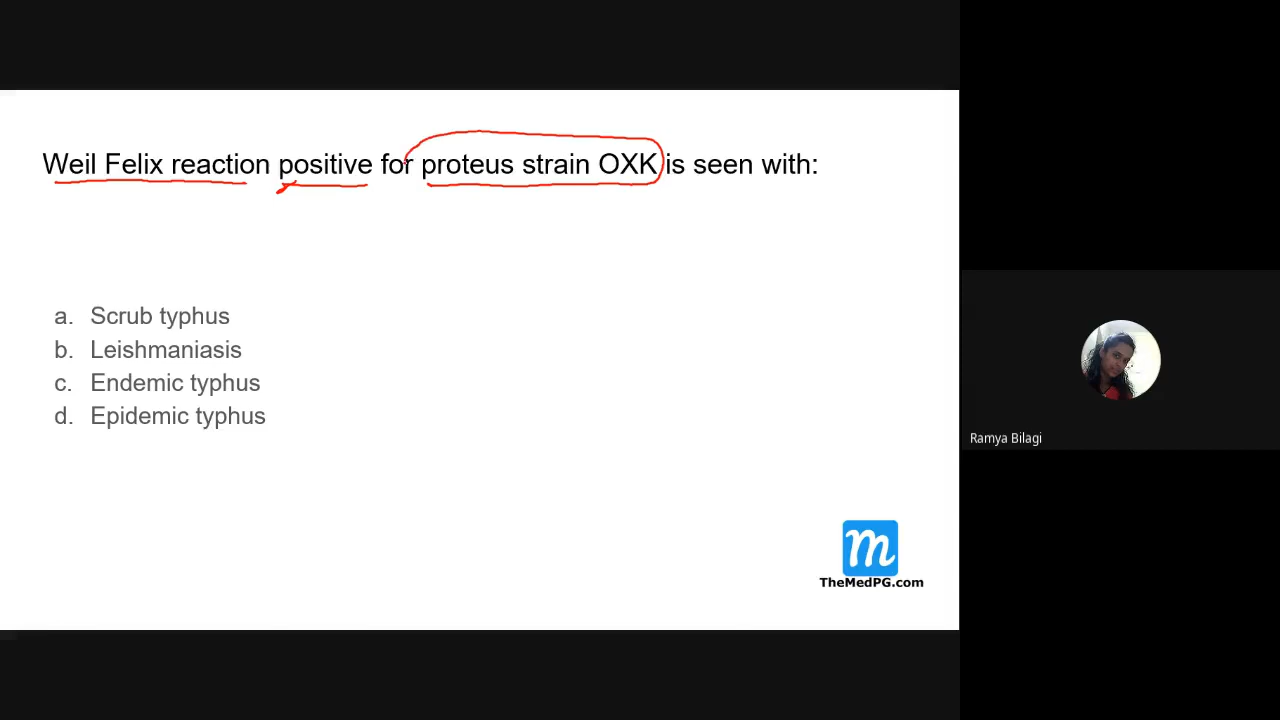 Weil Felix reaction positive for proteus strain OXK is seen with:
a. Scrub typhus
b. Leishmaniasis
c. Endemic typhus
d. Epidemic typhus
m
TheMedPG.com
Ramya Bilagi